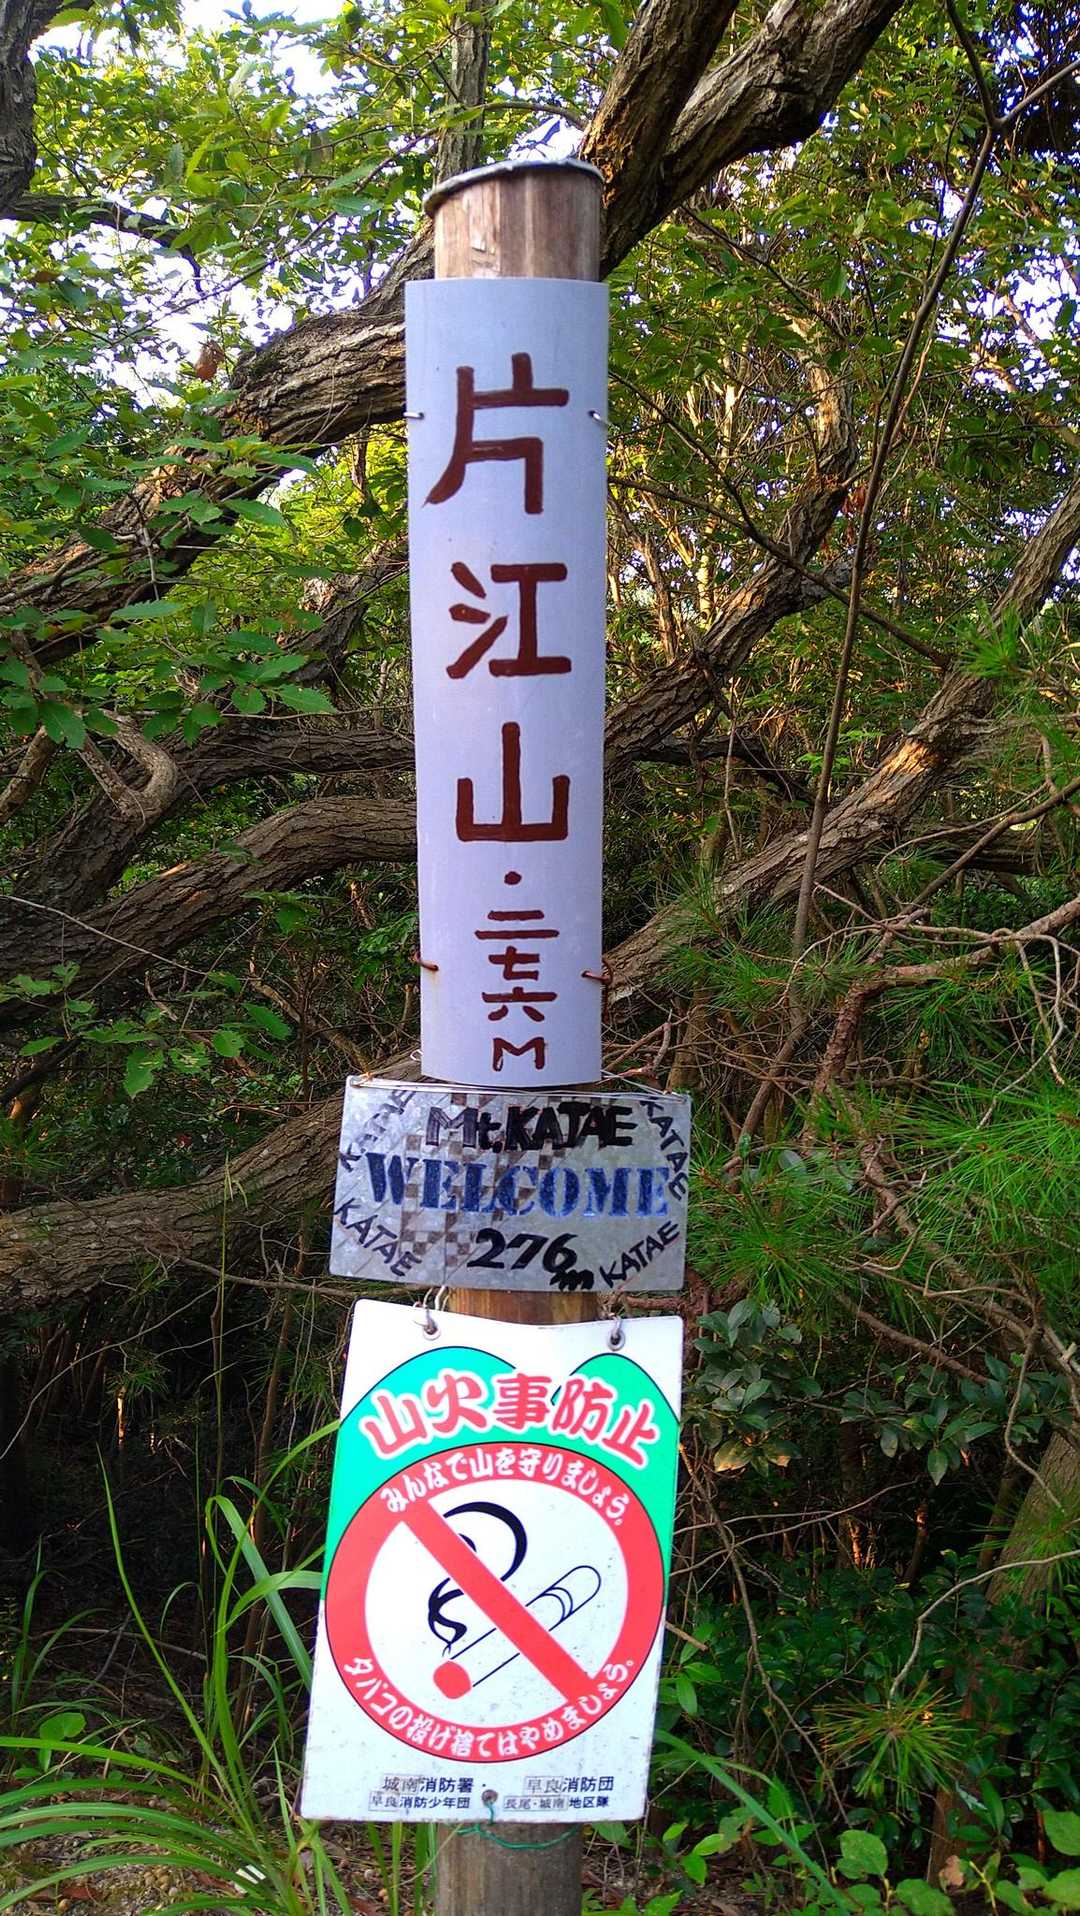 片江山・二七六M
Mt.KATAE
KATAE
KATAE
WELCOME
KATAE
276m
KATAE
山火事防止
みんなで山を守りましょう。
タバコの投げ捨てはやめましょう。
城南消防署・早良消防団
早良消防少年団 長尾・城南地区隊